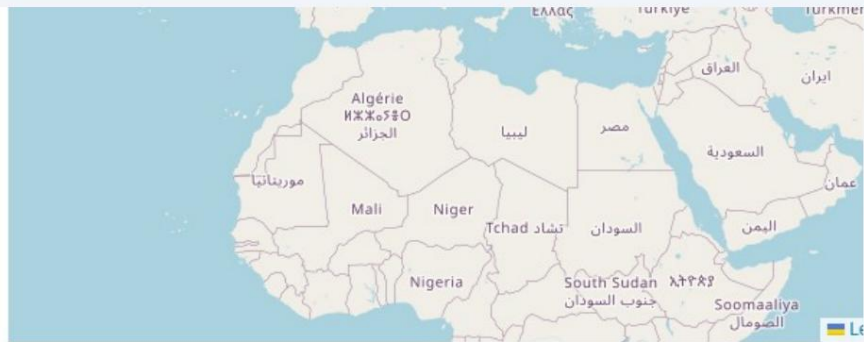 Ελλάς
Türkiye
العراق
ایران
Algérie
ⵍⵣⵣⴰⵢⴻⵔ
الجزائر
ليبيا
مصر
السعودية
عمان
موريتانيا
Mali
Niger
Tchad تشاد
السودان
اليمن
Nigeria
South Sudan
جنوب السودان
ኢትዮጵያ
Soomaaliya
الصومال
Le